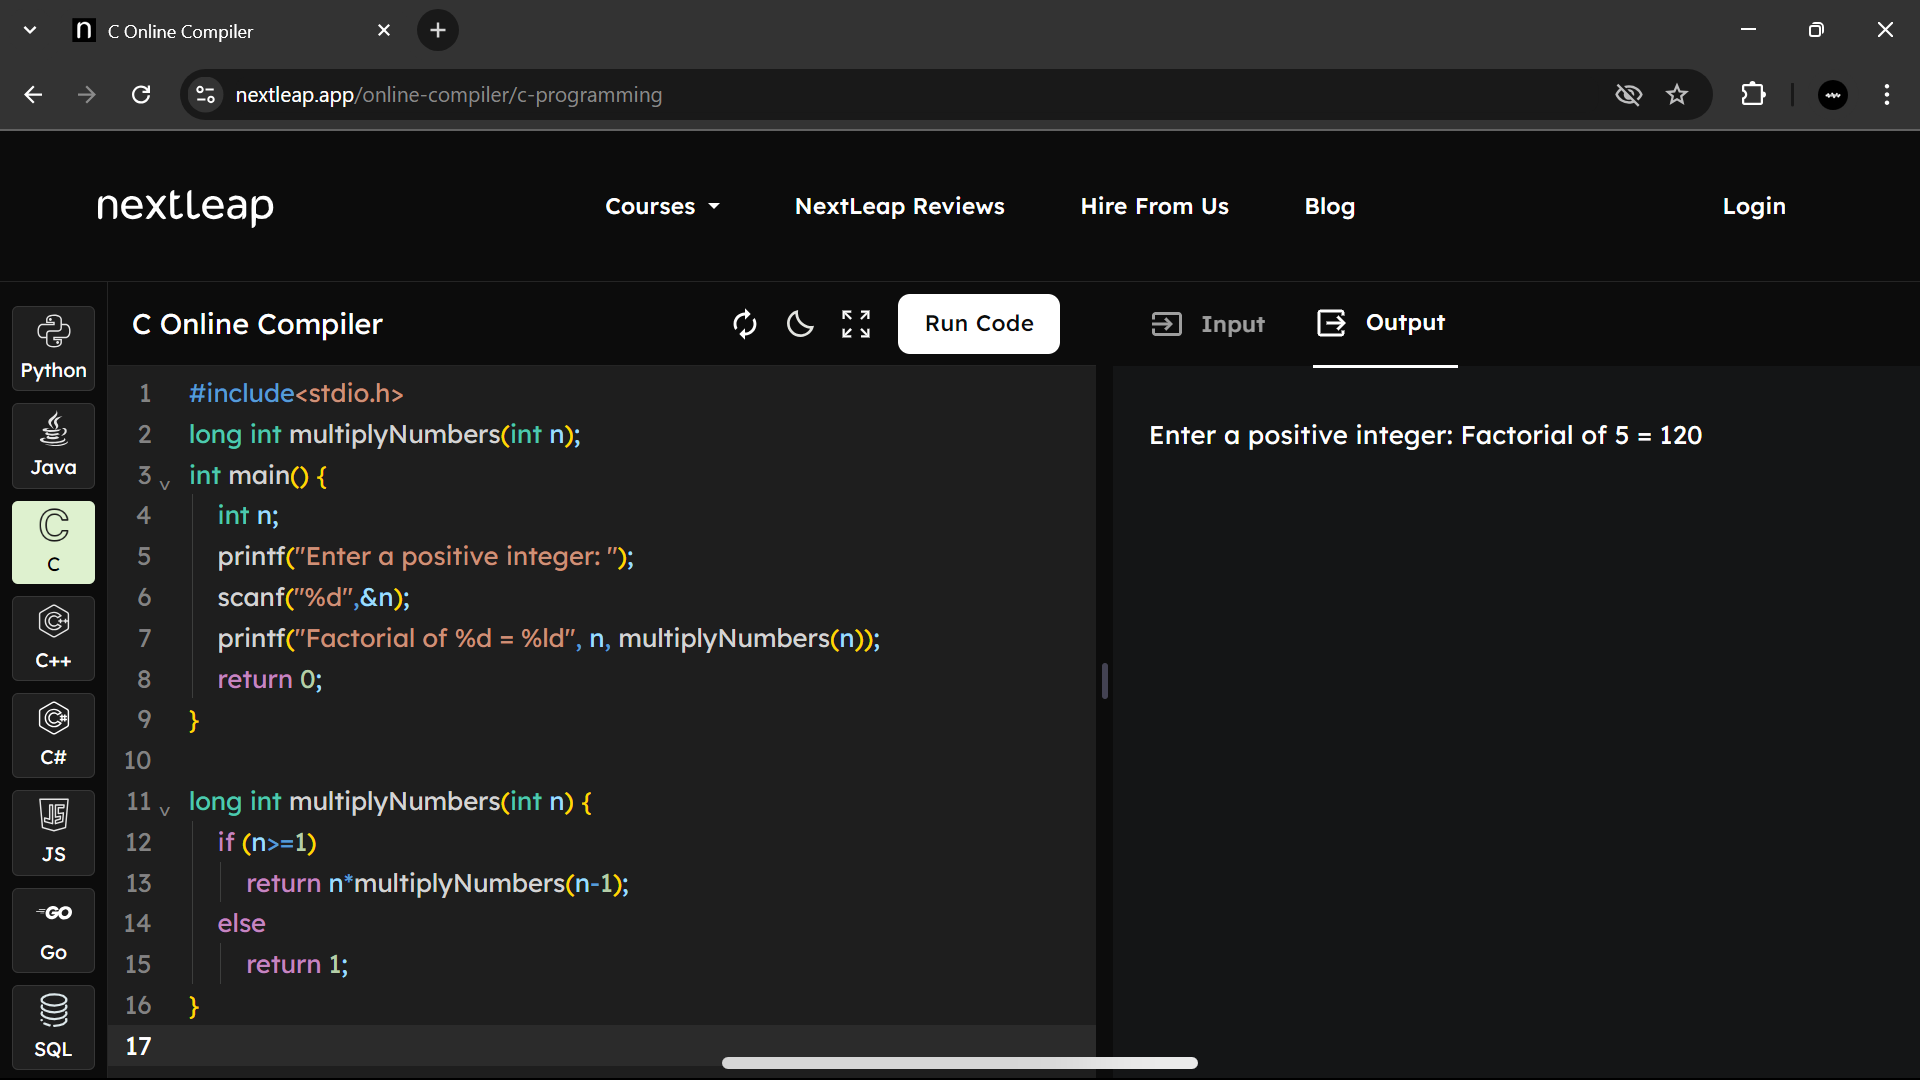 C Online Compiler
nextleap.app/online-compiler/c-programming
nextleap
Courses
NextLeap Reviews
Hire From Us
Blog
Login
Python
Java
C
C++
C#
JS
Go
SQL
C Online Compiler
Run Code
1 #include<stdio.h>
2 long int multiplyNumbers(int n);
3 int main() {
4 int n;
5 printf("Enter a positive integer: ");
6 scanf("%d",&n);
7 printf("Factorial of %d = %ld", n, multiplyNumbers(n));
8 return 0;
9 }
10
11 long int multiplyNumbers(int n) {
12 if (n>=1)
13 return n*multiplyNumbers(n-1);
14 else
15 return 1;
16 }
17
Input
Output
Enter a positive integer: Factorial of 5 = 120